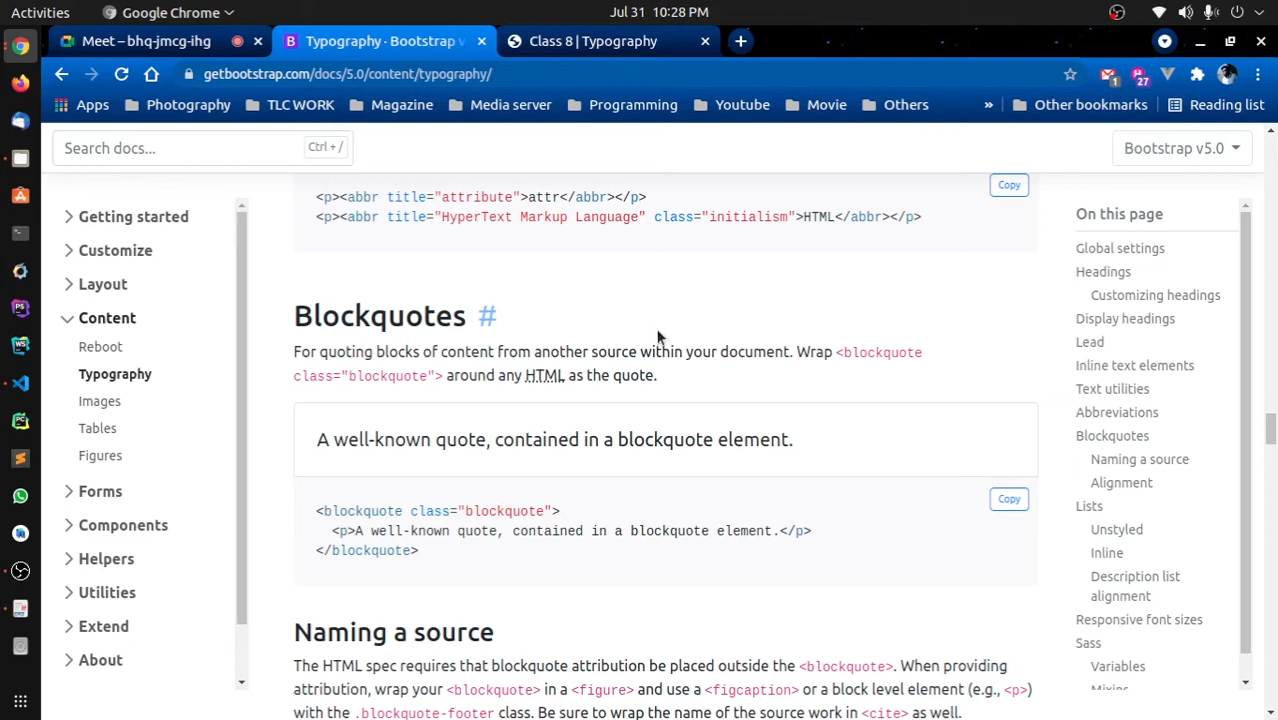 Activities Google Chrome Jul 31 10:28 PM
Meet – bhq-jmcg-ihg Typography · Bootstrap v Class 8 | Typography
getbootstrap.com/docs/5.0/content/typography/ 1 27
Apps Photography TLC WORK Magazine Media server Programming Youtube Movie Others » Other bookmarks Reading list
Search docs... Ctrl + / Bootstrap v5.0
Getting started
Customize
Layout
Content
Reboot
Typography
Images
Tables
Figures
Forms
Components
Helpers
Utilities
Extend
About
Copy
<p><abbr title="attribute">attr</abbr></p>
<p><abbr title="HyperText Markup Language" class="initialism">HTML</abbr></p>
Blockquotes #
For quoting blocks of content from another source within your document. Wrap <blockquote
class="blockquote"> around any HTML as the quote.
A well-known quote, contained in a blockquote element.
Copy
<blockquote class="blockquote">
<p>A well-known quote, contained in a blockquote element.</p>
</blockquote>
Naming a source
The HTML spec requires that blockquote attribution be placed outside the <blockquote>. When providing
attribution, wrap your <blockquote> in a <figure> and use a <figcaption> or a block level element (e.g., <p>)
with the .blockquote-footer class. Be sure to wrap the name of the source work in <cite> as well.
On this page
Global settings
Headings
Customizing headings
Display headings
Lead
Inline text elements
Text utilities
Abbreviations
Blockquotes
Naming a source
Alignment
Lists
Unstyled
Inline
Description list
alignment
Responsive font sizes
Sass
Variables
Mixins